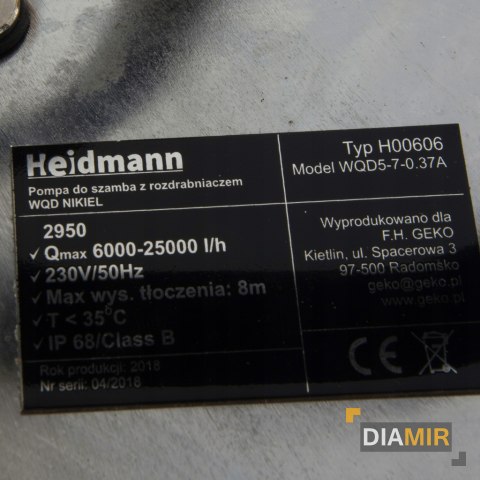 Heidmann
Pompa do szamba z rozdrabniaczem
WQD NIKIEL
2950
✓ Qmax 6000-25000 l/h
✓ 230V/50Hz
✓ Max wys. tłoczenia: 8m
✓ T < 35°C
✓ IP 68/Class B
Rok produkcji: 2018
Nr serii: 04/2018
Typ H00606
Model WQD5-7-0.37A
Wyprodukowano dla
F.H. GEKO
Kietlin, ul. Spacerowa 3
97-500 Radomsko
geko@geko.pl
www.geko.pl
CE
DIAMIR